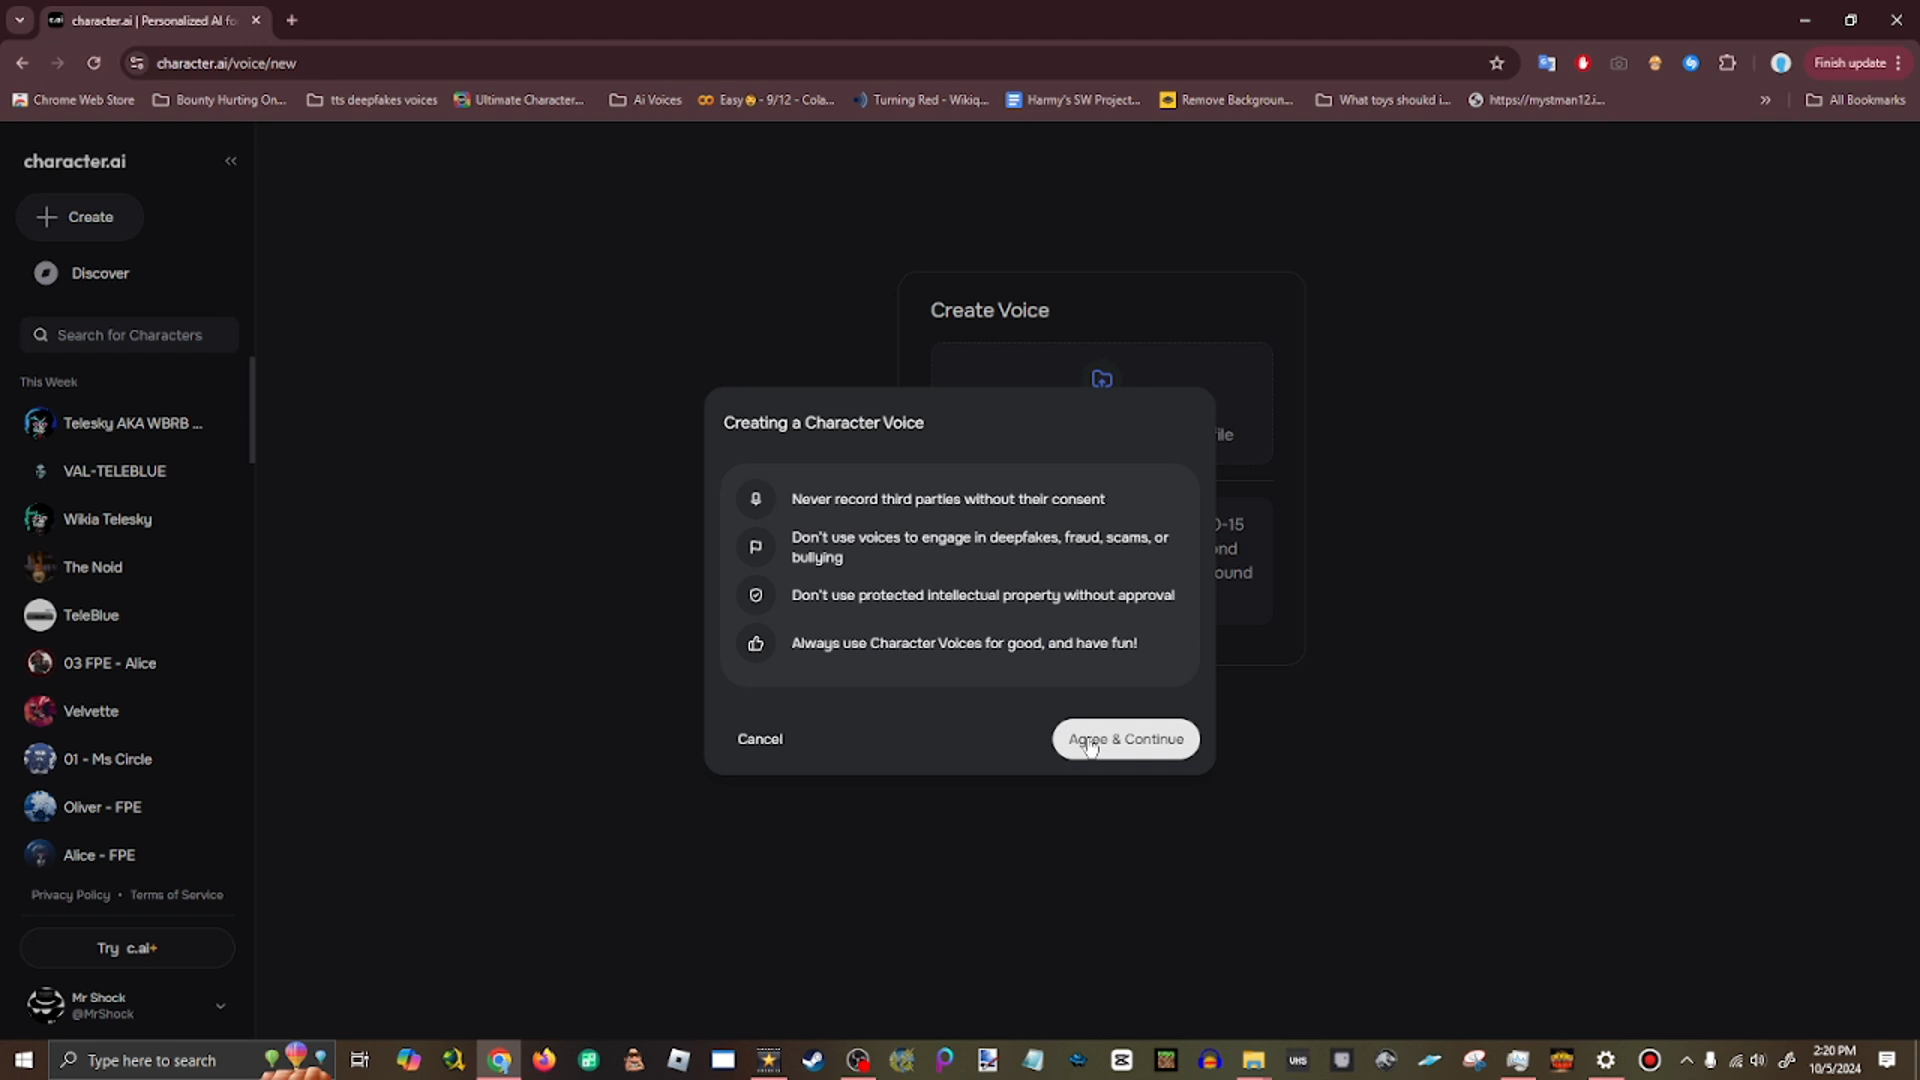 character.ai | Personalized AI fo
character.ai/voice/new
Finish update
Chrome Web Store
Bounty Hurting On...
tts deepfakes voices
Ultimate Character...
Ai Voices
Easy - 9/12 - Cola...
Turning Red - Wikiq...
Harmy's SW Project...
Remove Backgroun...
What toys shoukd i...
https://mystman12.i...
»
All Bookmarks
character.ai
Create
Discover
Search for Characters
This Week
Telesky AKA WBRB ...
VAL-TELEBLUE
Wikia Telesky
The Noid
TeleBlue
03 FPE - Alice
Velvette
01 - Ms Circle
Oliver - FPE
Alice - FPE
Privacy Policy • Terms of Service
Try c.ai+
Mr Shock
@MrShock
Create Voice
file
0-15
ond
ound
Creating a Character Voice
Never record third parties without their consent
Don't use voices to engage in deepfakes, fraud, scams, or
bullying
Don't use protected intellectual property without approval
Always use Character Voices for good, and have fun!
Cancel
Agree & Continue
Type here to search
VHS
2:20 PM
10/5/2024